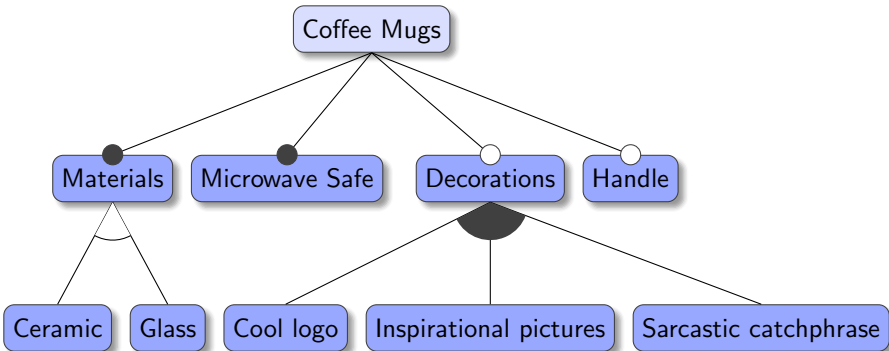 Coffee Mugs
Materials
Microwave Safe
Decorations
Handle
Ceramic
Glass
Cool logo
Inspirational pictures
Sarcastic catchphrase